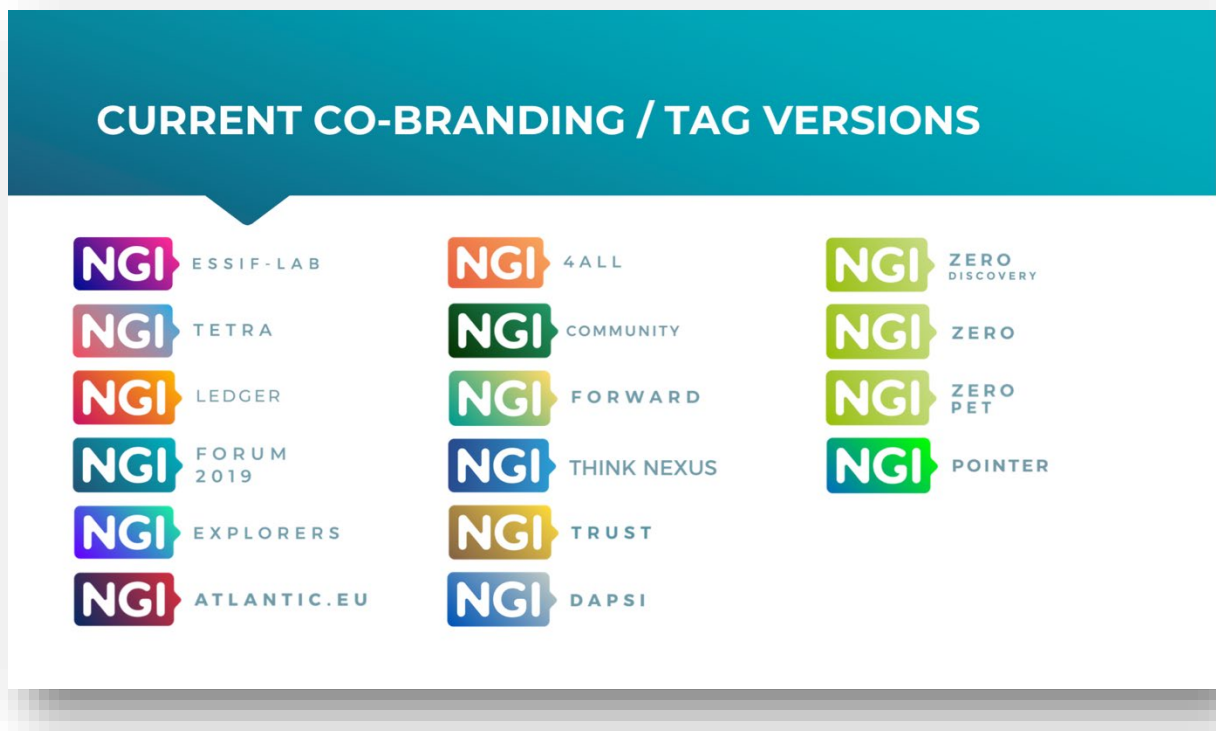 CURRENT CO-BRANDING / TAG VERSIONS
NGI ESSIF-LAB
NGI TETRA
NGI LEDGER
NGI FORUM
2019
NGI EXPLORERS
NGI ATLANTIC.EU
NGI 4ALL
NGI COMMUNITY
NGI FORWARD
NGI THINK NEXUS
NGI TRUST
NGI DAPSI
NGI ZERO
DISCOVERY
NGI ZERO
NGI ZERO
PET
NGI POINTER